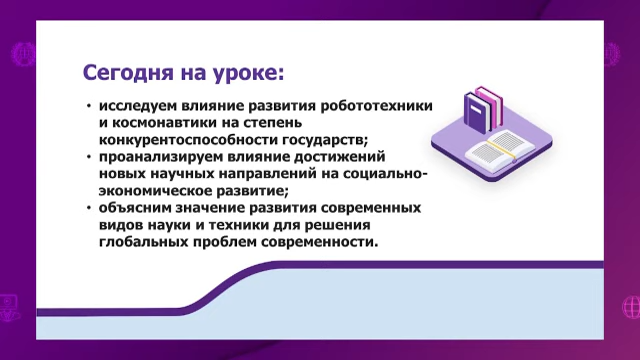 Сегодня на уроке:
• исследуем влияние развития робототехники
и космонавтики на степень
конкурентоспособности государств;
• проанализируем влияние достижений
новых научных направлений на социально-
экономическое развитие;
• объясним значение развития современных
видов науки и техники для решения
глобальных проблем современности.